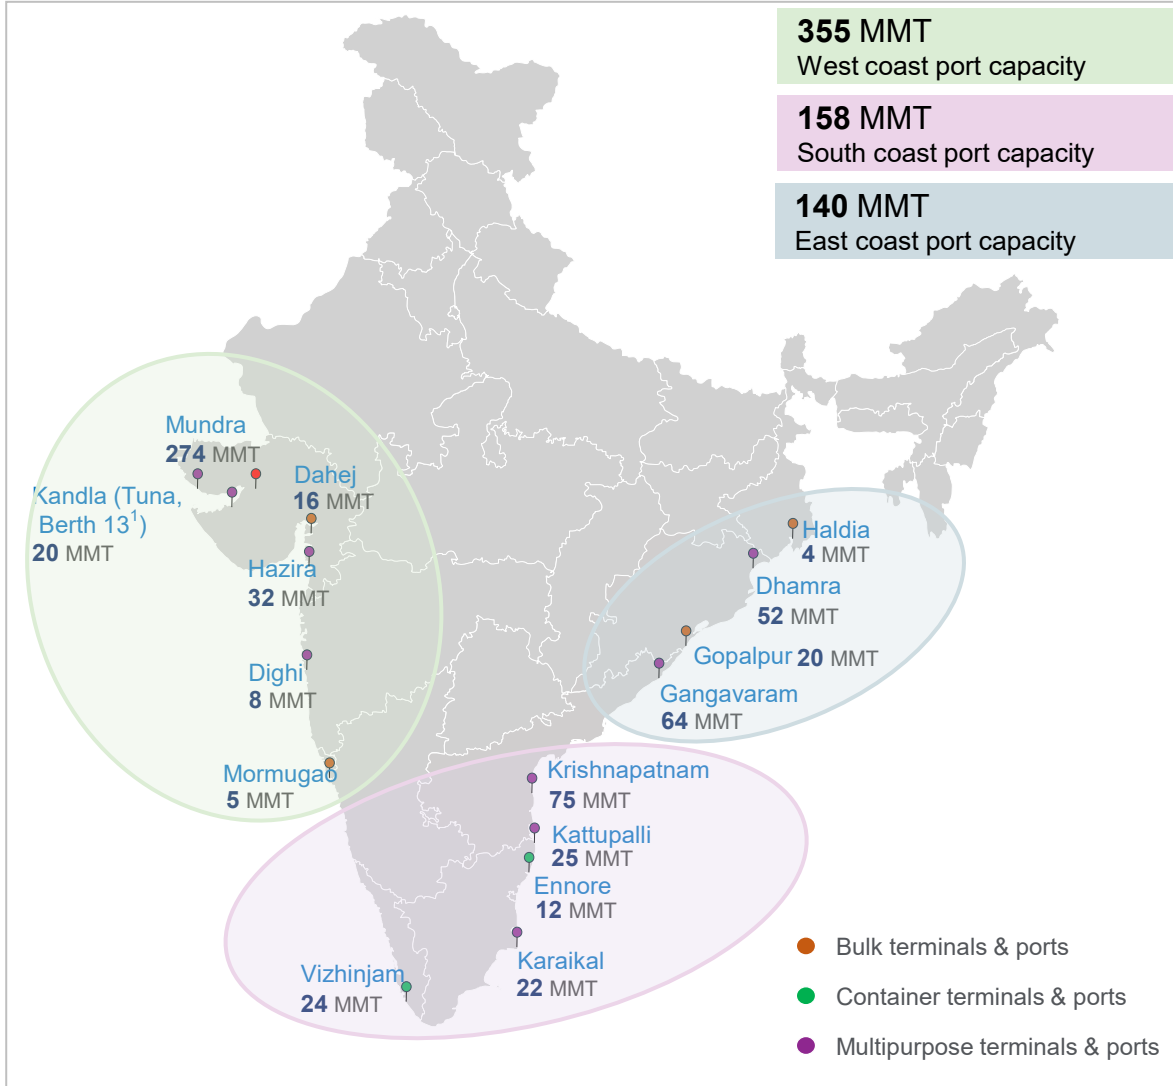 355 MMT
West coast port capacity
158 MMT
South coast port capacity
140 MMT
East coast port capacity
Mundra
274 MMT
Kandla (Tuna,
Berth 13¹)
20 MMT
Dahej
16 MMT
Hazira
32 MMT
Dighi
8 MMT
Mormugao
5 MMT
Haldia
4 MMT
Dhamra
52 MMT
Gopalpur 20 MMT
Gangavaram
64 MMT
Krishnapatnam
75 MMT
Kattupalli
25 MMT
Ennore
12 MMT
Karaikal
22 MMT
Vizhinjam
24 MMT
Bulk terminals & ports
Container terminals & ports
Multipurpose terminals & ports